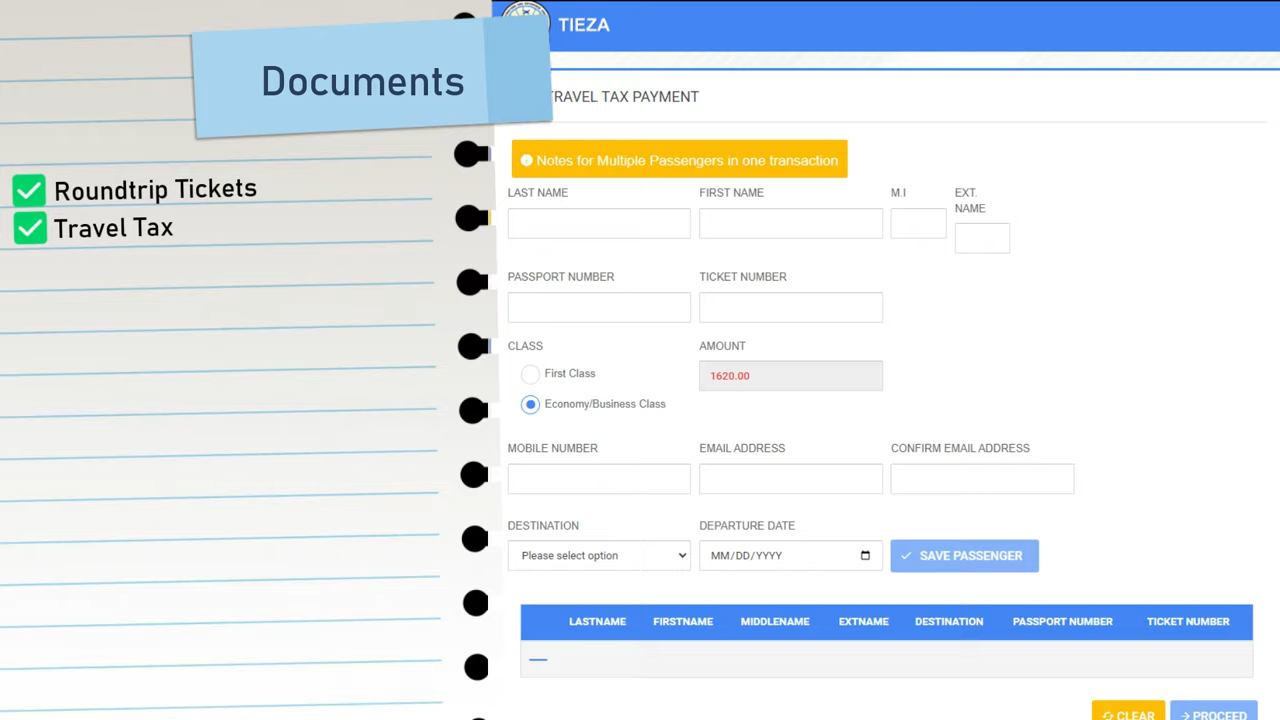 Documents
Roundtrip Tickets
Travel Tax
TIEZA
TRAVEL TAX PAYMENT
Notes for Multiple Passengers in one transaction
LAST NAME FIRST NAME M.I EXT. NAME
PASSPORT NUMBER TICKET NUMBER
CLASS AMOUNT
First Class 1620.00
Economy/Business Class
MOBILE NUMBER EMAIL ADDRESS CONFIRM EMAIL ADDRESS
DESTINATION DEPARTURE DATE
Please select option MM/DD/YYYY SAVE PASSENGER
LASTNAME FIRSTNAME MIDDLENAME EXTNAME DESTINATION PASSPORT NUMBER TICKET NUMBER
CLEAR PROCEED